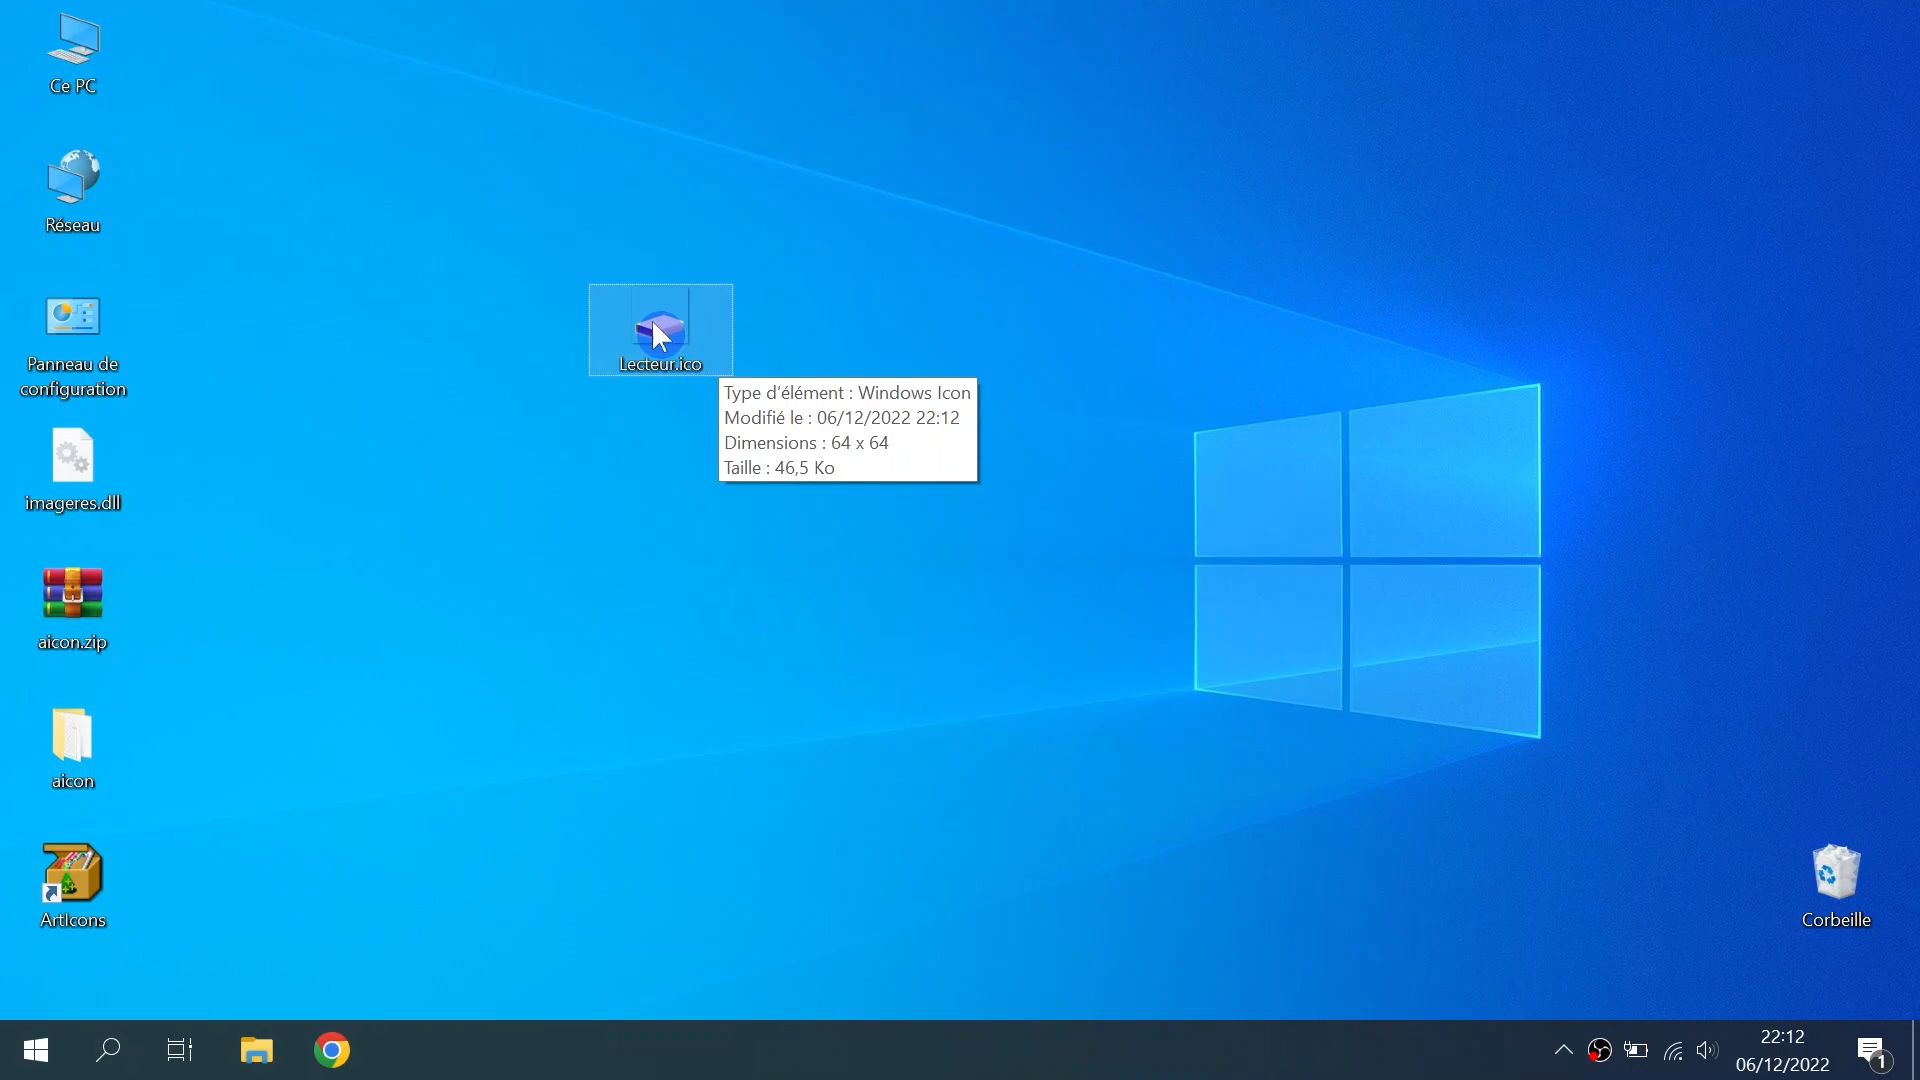 Ce PC
Réseau
Panneau de
configuration
imageres.dll
aicon.zip
aicon
ArtIcons
Lecteur.ico
Type d'élément : Windows Icon
Modifié le : 06/12/2022 22:12
Dimensions : 64 x 64
Taille : 46,5 Ko
Corbeille
22:12
06/12/2022
1